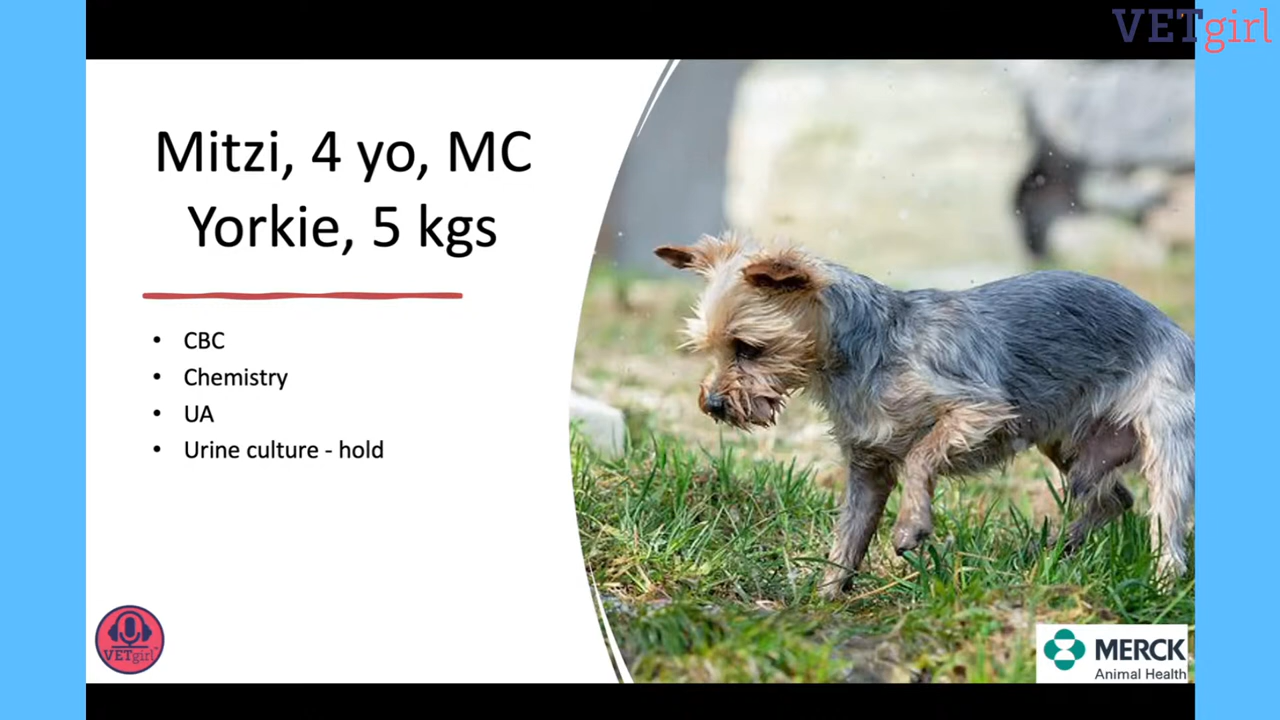 VETgirl
Mitzi, 4 yo, MC
Yorkie, 5 kgs
• CBC
• Chemistry
• UA
• Urine culture - hold
VETgirl
MERCK
Animal Health